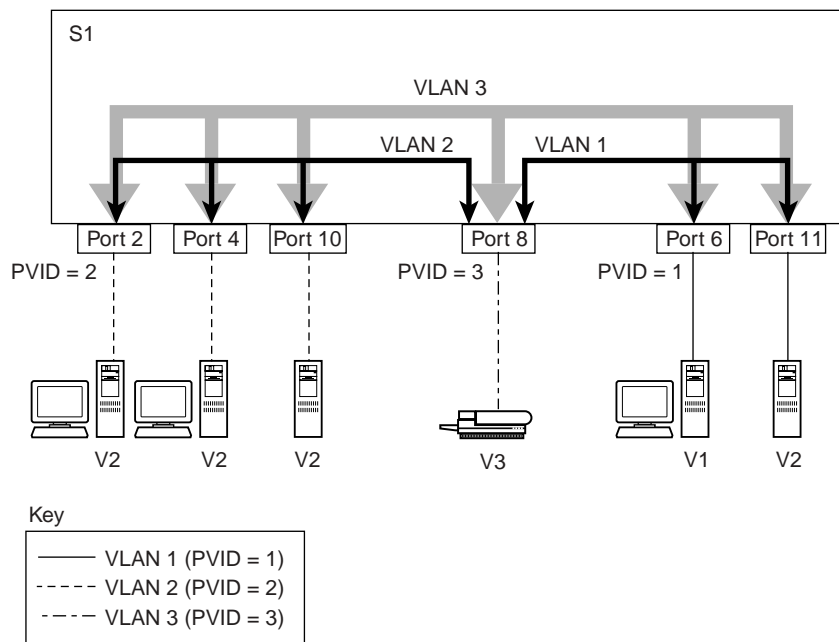 S1
VLAN 3
VLAN 2
VLAN 1
Port 2
Port 4
Port 10
Port 8
Port 6
Port 11
PVID = 2
PVID = 3
PVID = 1
V2
V2
V2
V3
V1
V2
Key
VLAN 1 (PVID = 1)
VLAN 2 (PVID = 2)
VLAN 3 (PVID = 3)